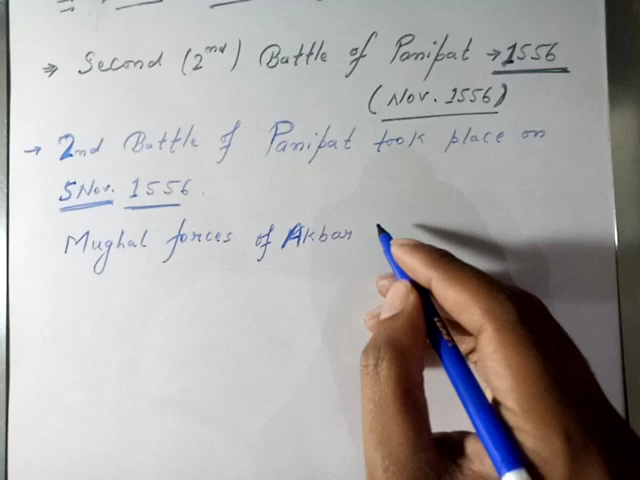 ⇒ Second (2nd) Battle of Panipat → 1556
(Nov. 1556)
→ 2nd Battle of Panipat took place on
5 Nov. 1556.
Mughal forces of Akbar